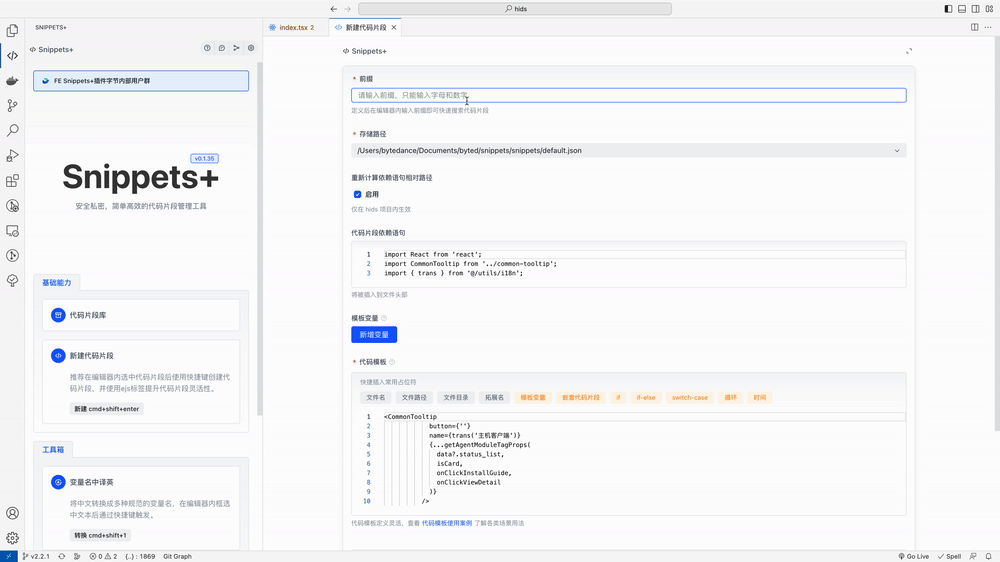 hids
SNIPPETS+
Snippets+
FE Snippets+插件字节内部用户群
v0.1.35
Snippets+
安全私密、简单高效的代码片段管理工具
基础能力
代码片段库
新建代码片段
推荐在编辑器内选中代码片段后使用快捷键创建代码片段，并使用ejs标签提升代码片段灵活性。
新建 cmd+shift+enter
工具箱
变量名中译英
将中文转换成多种规范的变量名，在编辑器内框选中文本后通过快捷键触发。
转换 cmd+shift+1
index.tsx 2
新建代码片段
Snippets+
* 前缀
请输入前缀，只能输入字母和数字
定义后在编辑器内输入前缀即可快速搜索代码片段
* 存储路径
/Users/bytedance/Documents/byted/snippets/snippets/default.json
重新计算依赖语句相对路径
启用
仅在 hids 项目内生效
代码片段依赖语句
1 import React from 'react';
2 import CommonTooltip from '../common-tooltip';
3 import { trans } from '@/utils/i18n';
将被插入到文件头部
模板变量
新增变量
* 代码模板
快捷插入常用占位符
文件名 文件路径 文件目录 拓展名 模板变量 嵌套代码片段 if if-else switch-case 循环 时间
1 <CommonTooltip
2 button={''}
3 name={trans('主机客户端')}
4 {...getAgentModuleTagProps(
5 data?.status_list,
6 isCard,
7 onClickInstallGuide,
8 onClickViewDetail
9 )}
10 />
代码模板定义灵活，查看 代码模板使用案例 了解各类场景用法
v2.2.1 0 2 {..} : 1869 Git Graph Go Live Spell